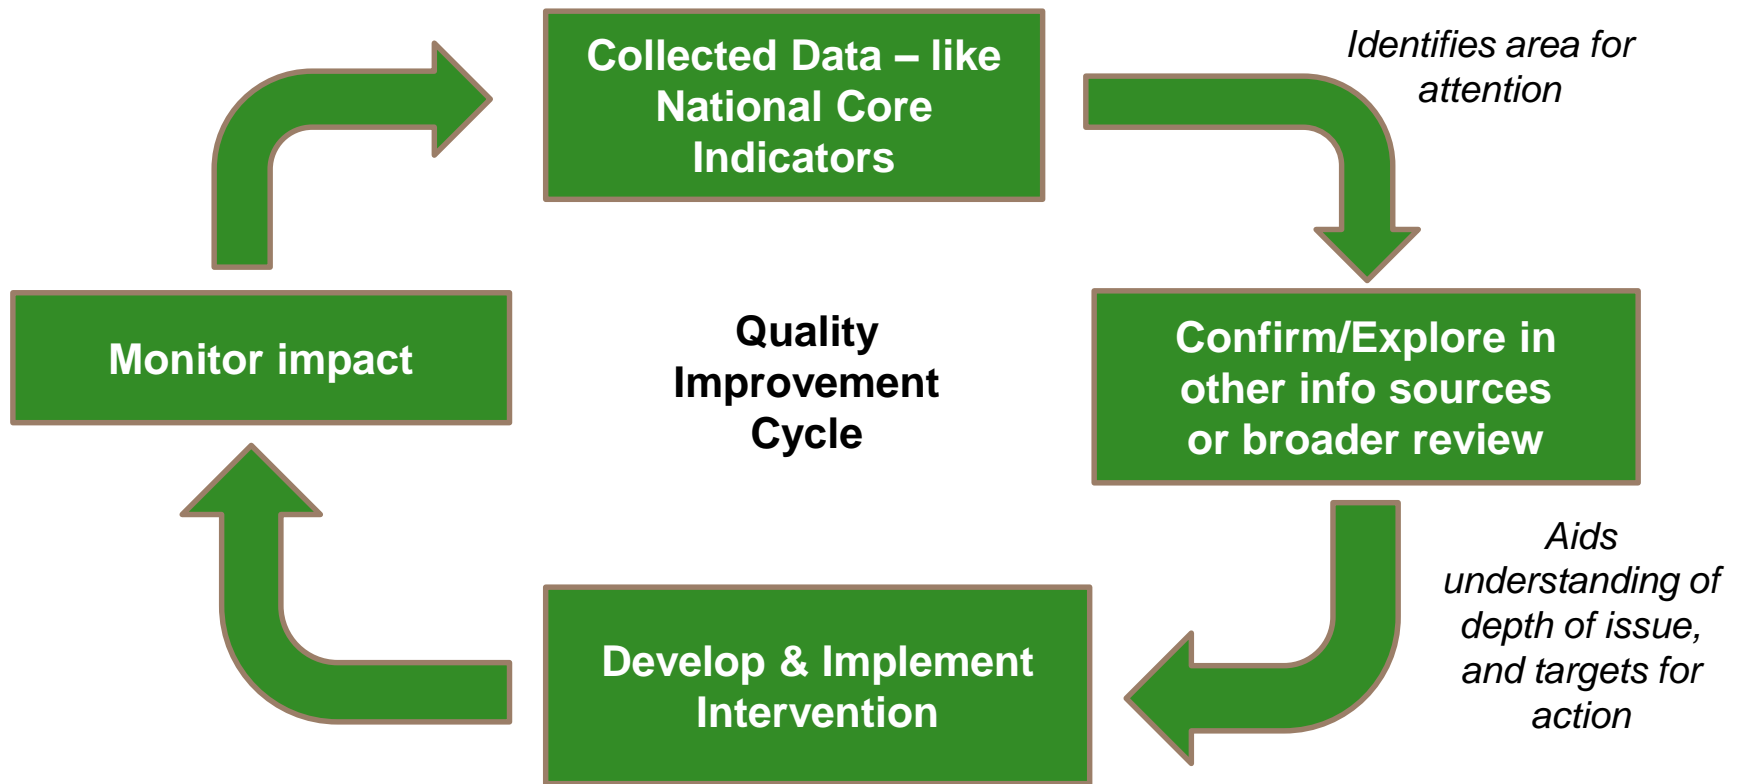 Collected Data – like
National Core
Indicators
Identifies area for
attention
Confirm/Explore in
other info sources
or broader review
Aids
understanding of
depth of issue,
and targets for
action
Develop & Implement
Intervention
Monitor impact
Quality
Improvement
Cycle